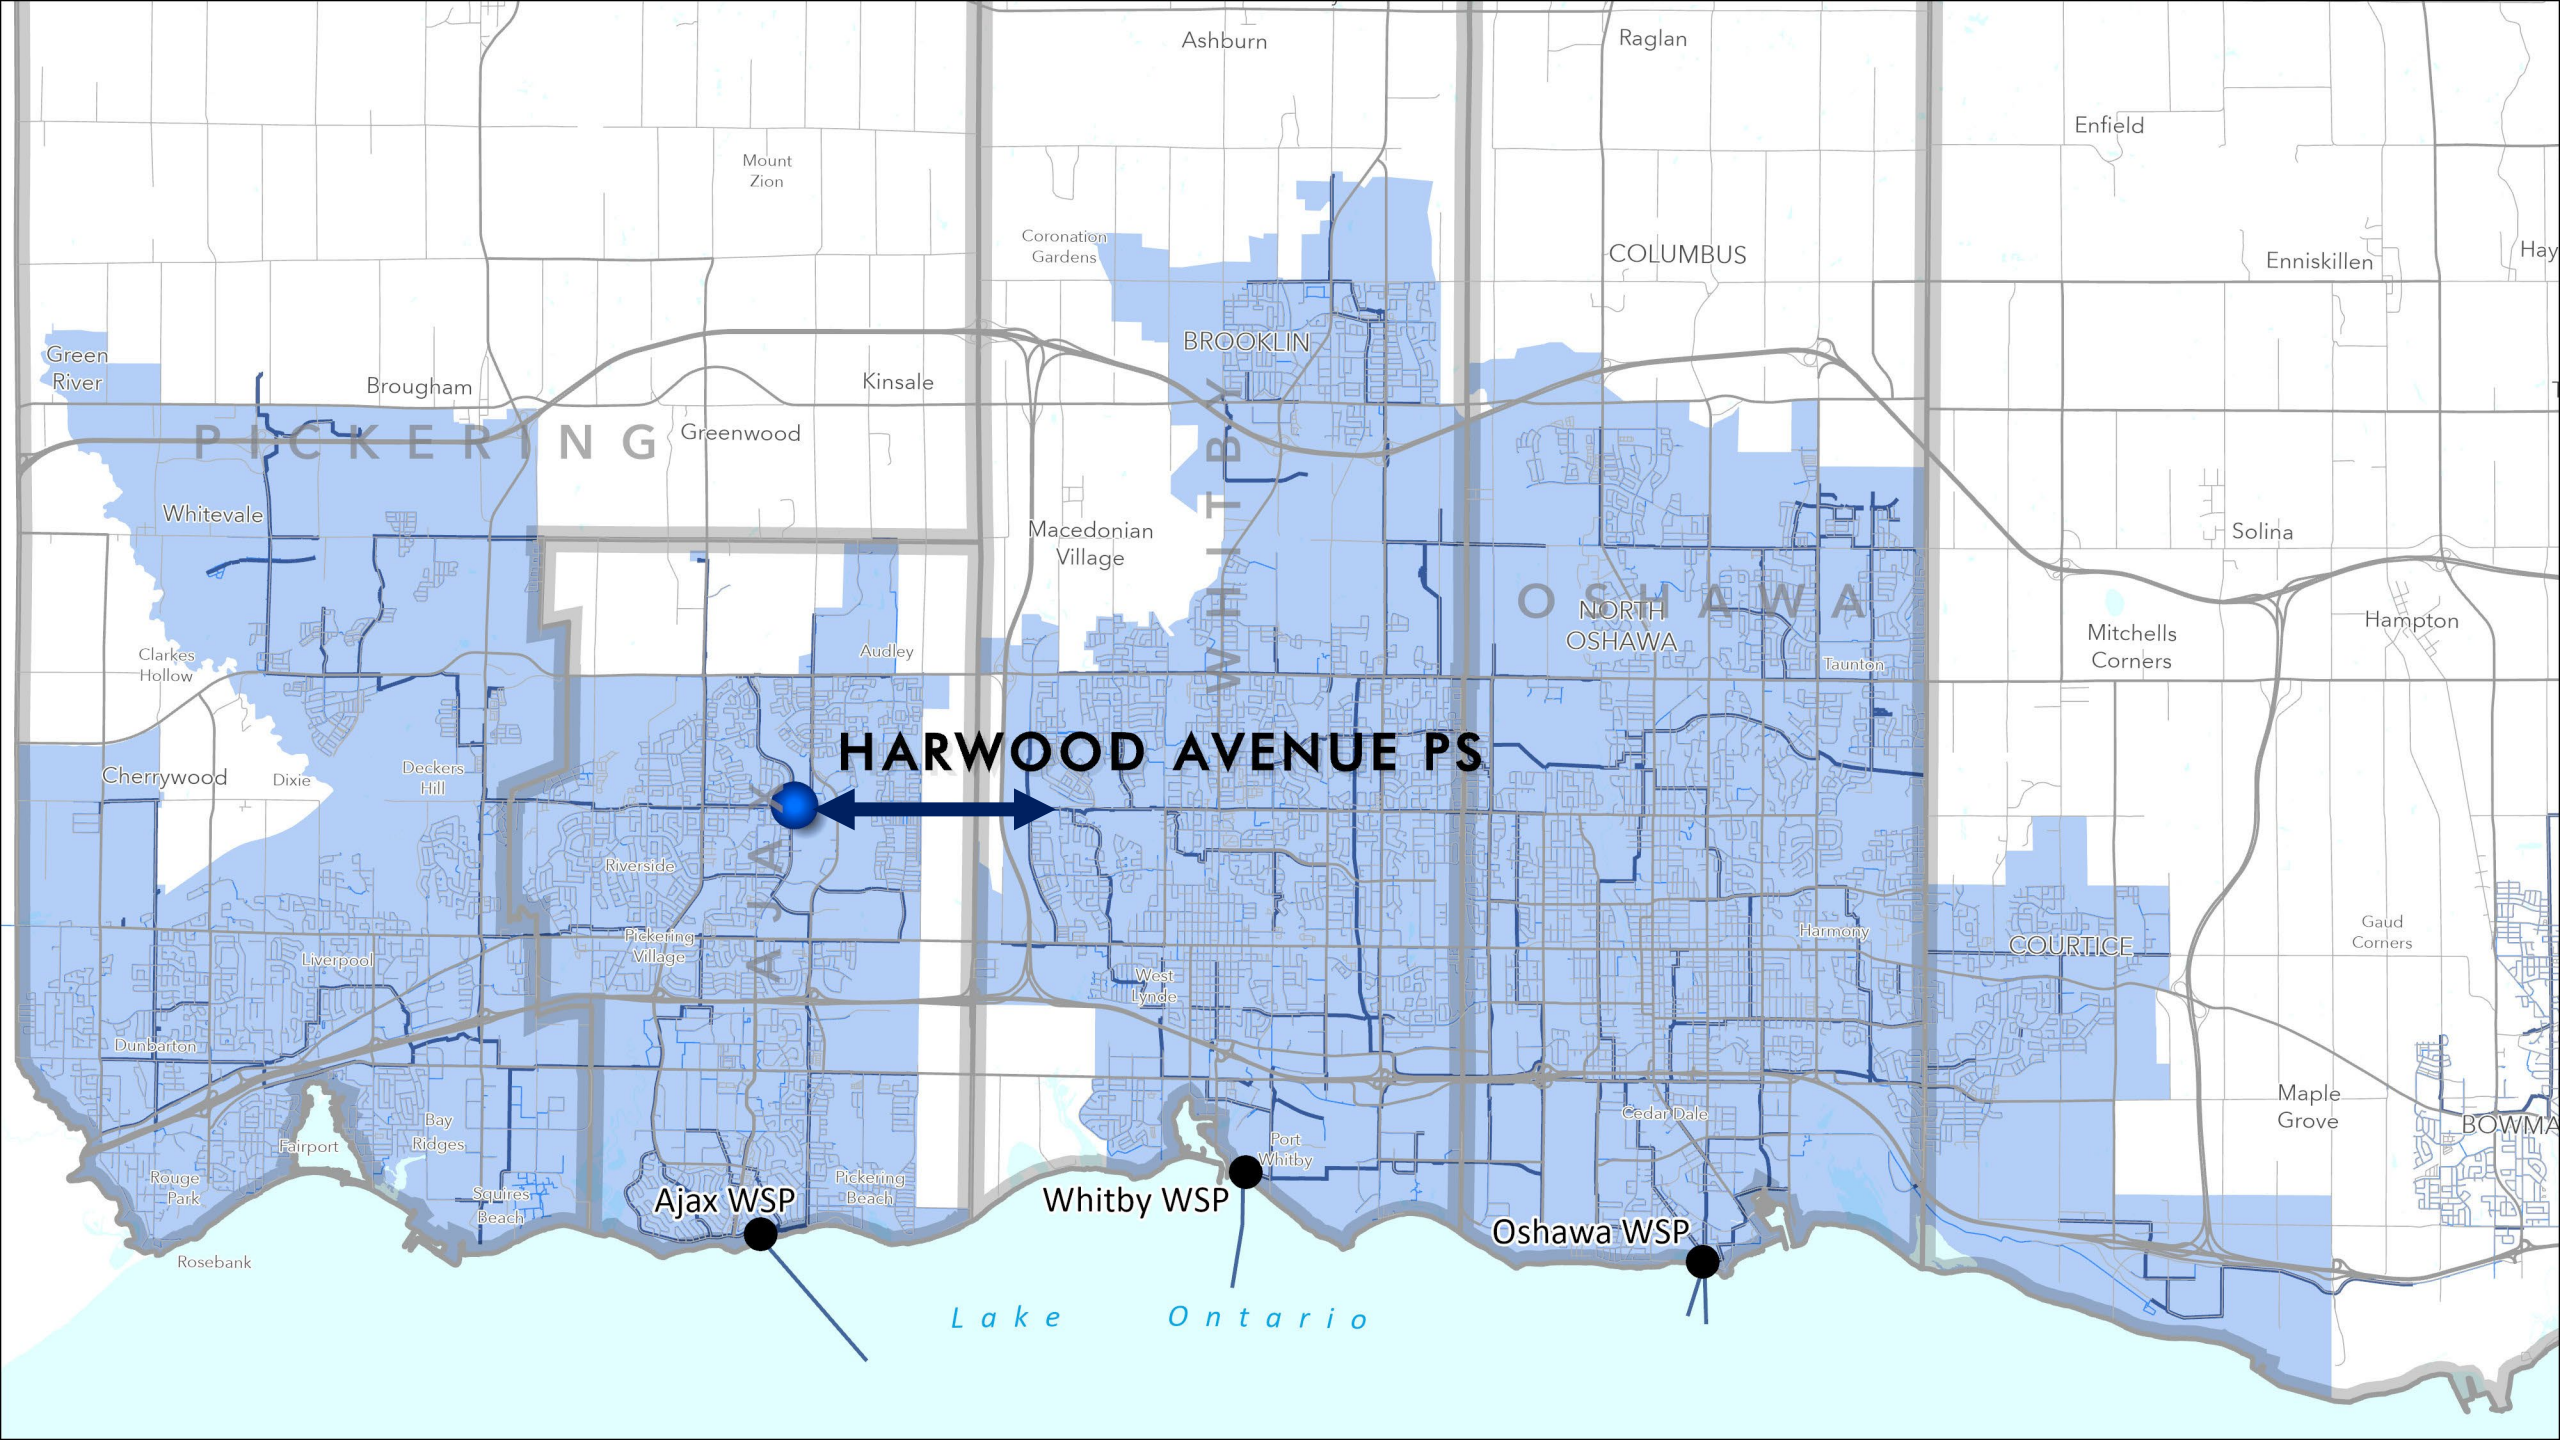 Ashburn
Raglan
Enfield
Mount
Zion
Coronation
Gardens
COLUMBUS
Enniskillen
Hay
Green
River
Brougham
Kinsale
BROOKLIN
PICKERING
Greenwood
WHITBY
Whitevale
Macedonian
Village
Solina
OSHAWA
NORTH
OSHAWA
Mitchells
Corners
Hampton
Clarkes
Hollow
Audley
Taunton
HARWOOD AVENUE PS
Cherrywood
Dixie
Deckers
Hill
AJAX
Riverside
Pickering
Village
Liverpool
West
Lynde
Harmony
COURTICE
Gaud
Corners
Dunbarton
Bay
Ridges
Fairport
Port
Whitby
Cedar Dale
Maple
Grove
BOWMA
Rouge
Park
Squires
Beach
Ajax WSP
Pickering
Beach
Whitby WSP
Oshawa WSP
Rosebank
Lake Ontario